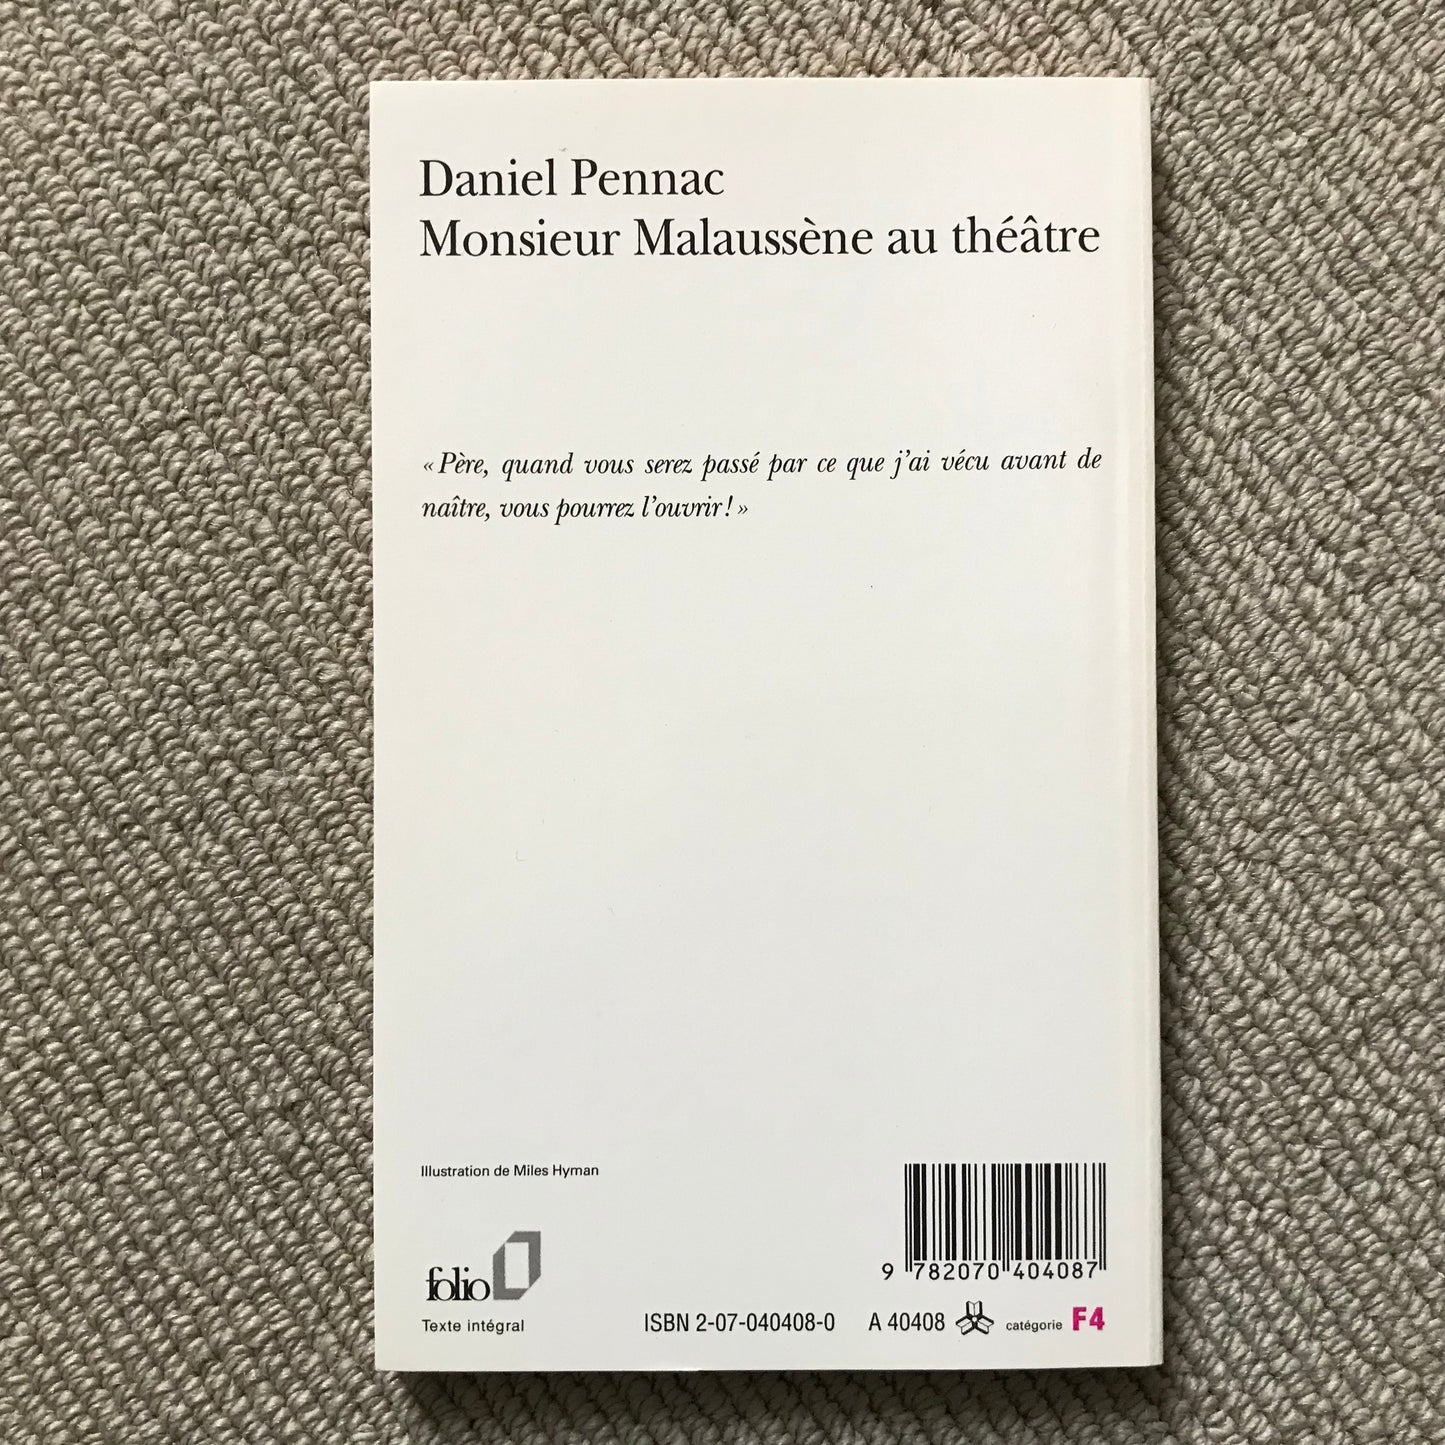 Daniel Pennac
Monsieur Malaussène au théâtre
« Père, quand vous serez passé par ce que j'ai vécu avant de
naître, vous pourrez l'ouvrir ! »
Illustration de Miles Hyman
folio
Texte intégral
9 782070 404087
ISBN 2-07-040408-0 A 40408 catégorie F4